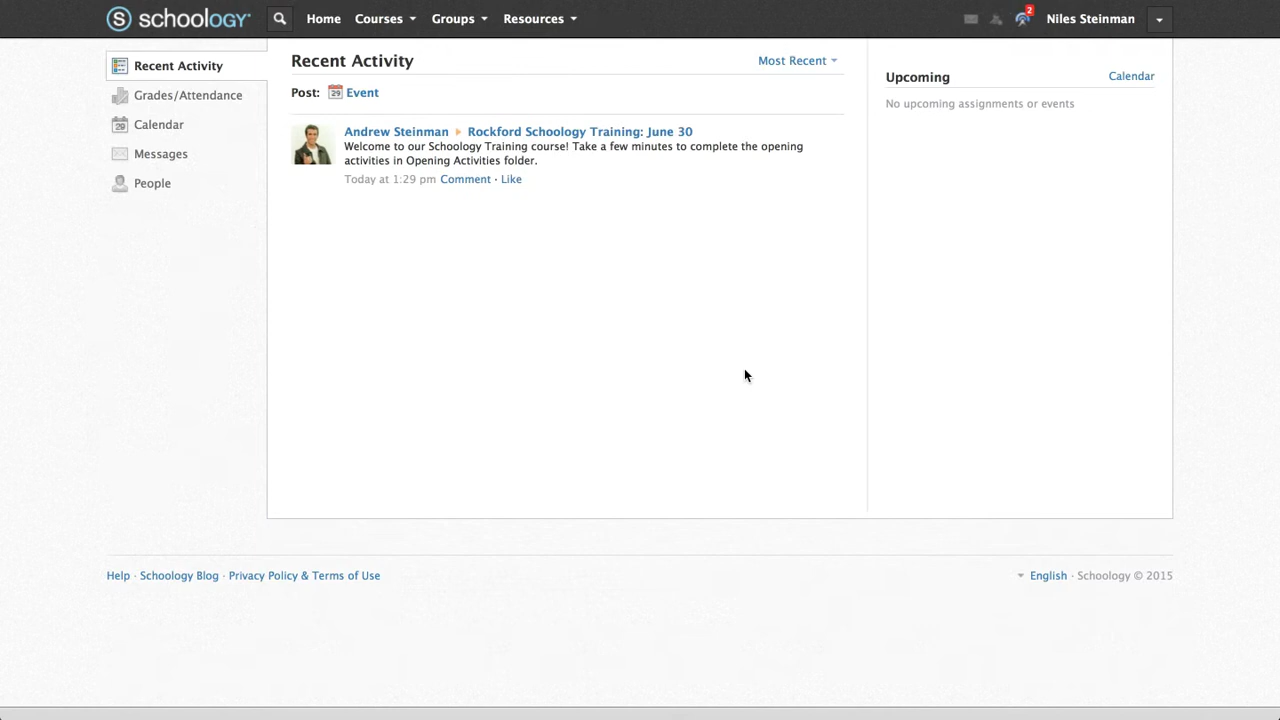 schoology Home Courses Groups Resources 2 Niles Steinman
Recent Activity
Grades/Attendance
29 Calendar
Messages
People
Recent Activity Most Recent
Post: 29 Event
Andrew Steinman Rockford Schoology Training: June 30
Welcome to our Schoology Training course! Take a few minutes to complete the opening
activities in Opening Activities folder.
Today at 1:29 pm Comment · Like
Upcoming Calendar
No upcoming assignments or events
Help · Schoology Blog · Privacy Policy & Terms of Use English · Schoology © 2015